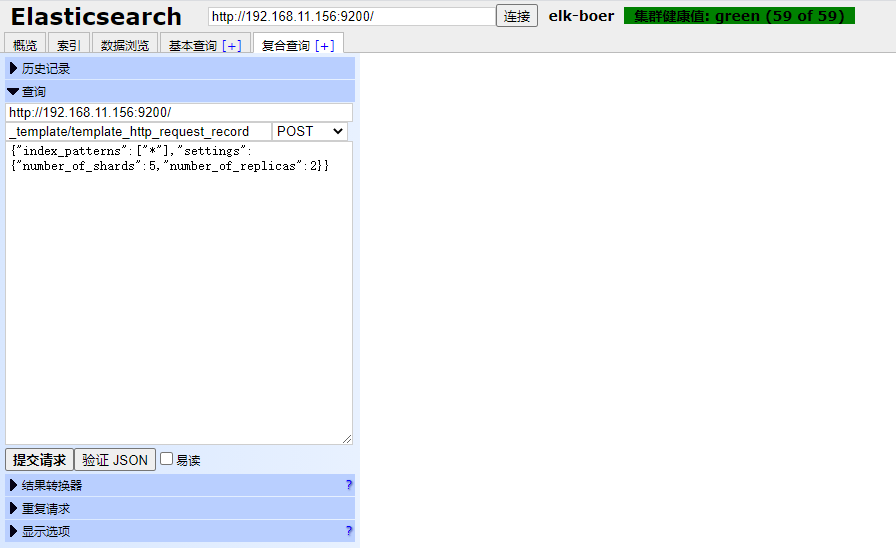 Elasticsearch
http://192.168.11.156:9200/
连接
elk-boer
集群健康值: green (59 of 59)
概览
索引
数据浏览
基本查询 [+]
复合查询 [+]
历史记录
查询
http://192.168.11.156:9200/
_template/template_http_request_record
POST
{"index_patterns":["*"],"settings":
{"number_of_shards":5,"number_of_replicas":2}}
提交请求
验证 JSON
易读
结果转换器
?
重复请求
显示选项
?